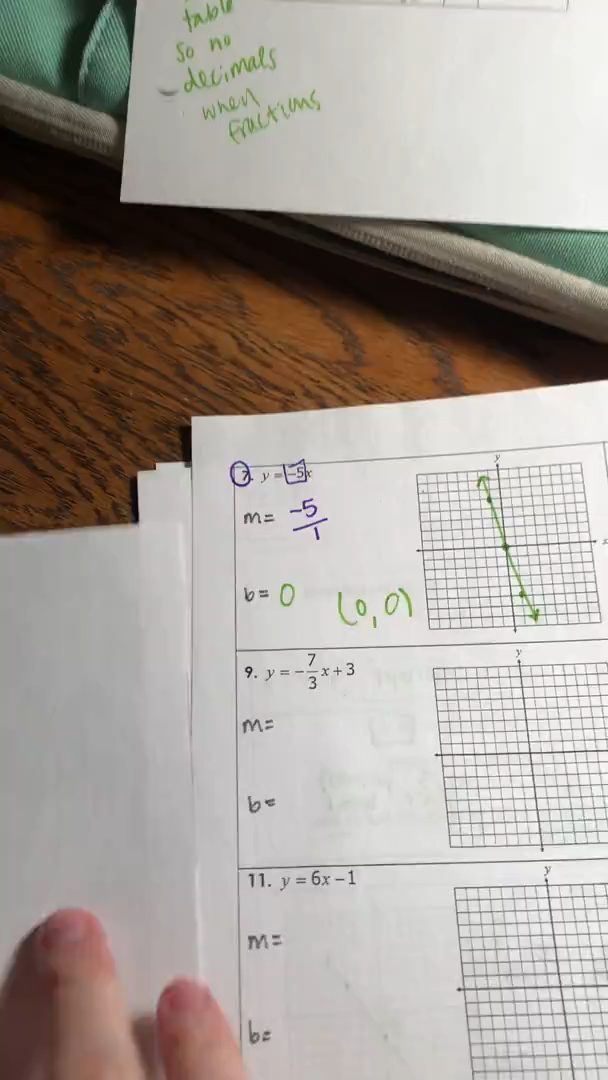 table
so no
decimals
when
fractions
7. y = -5x
m= -5/1
b= 0 (0,0)
y
x
9. y = -7/3 x + 3
m=
b=
y
11. y = 6x - 1
m=
b=
y